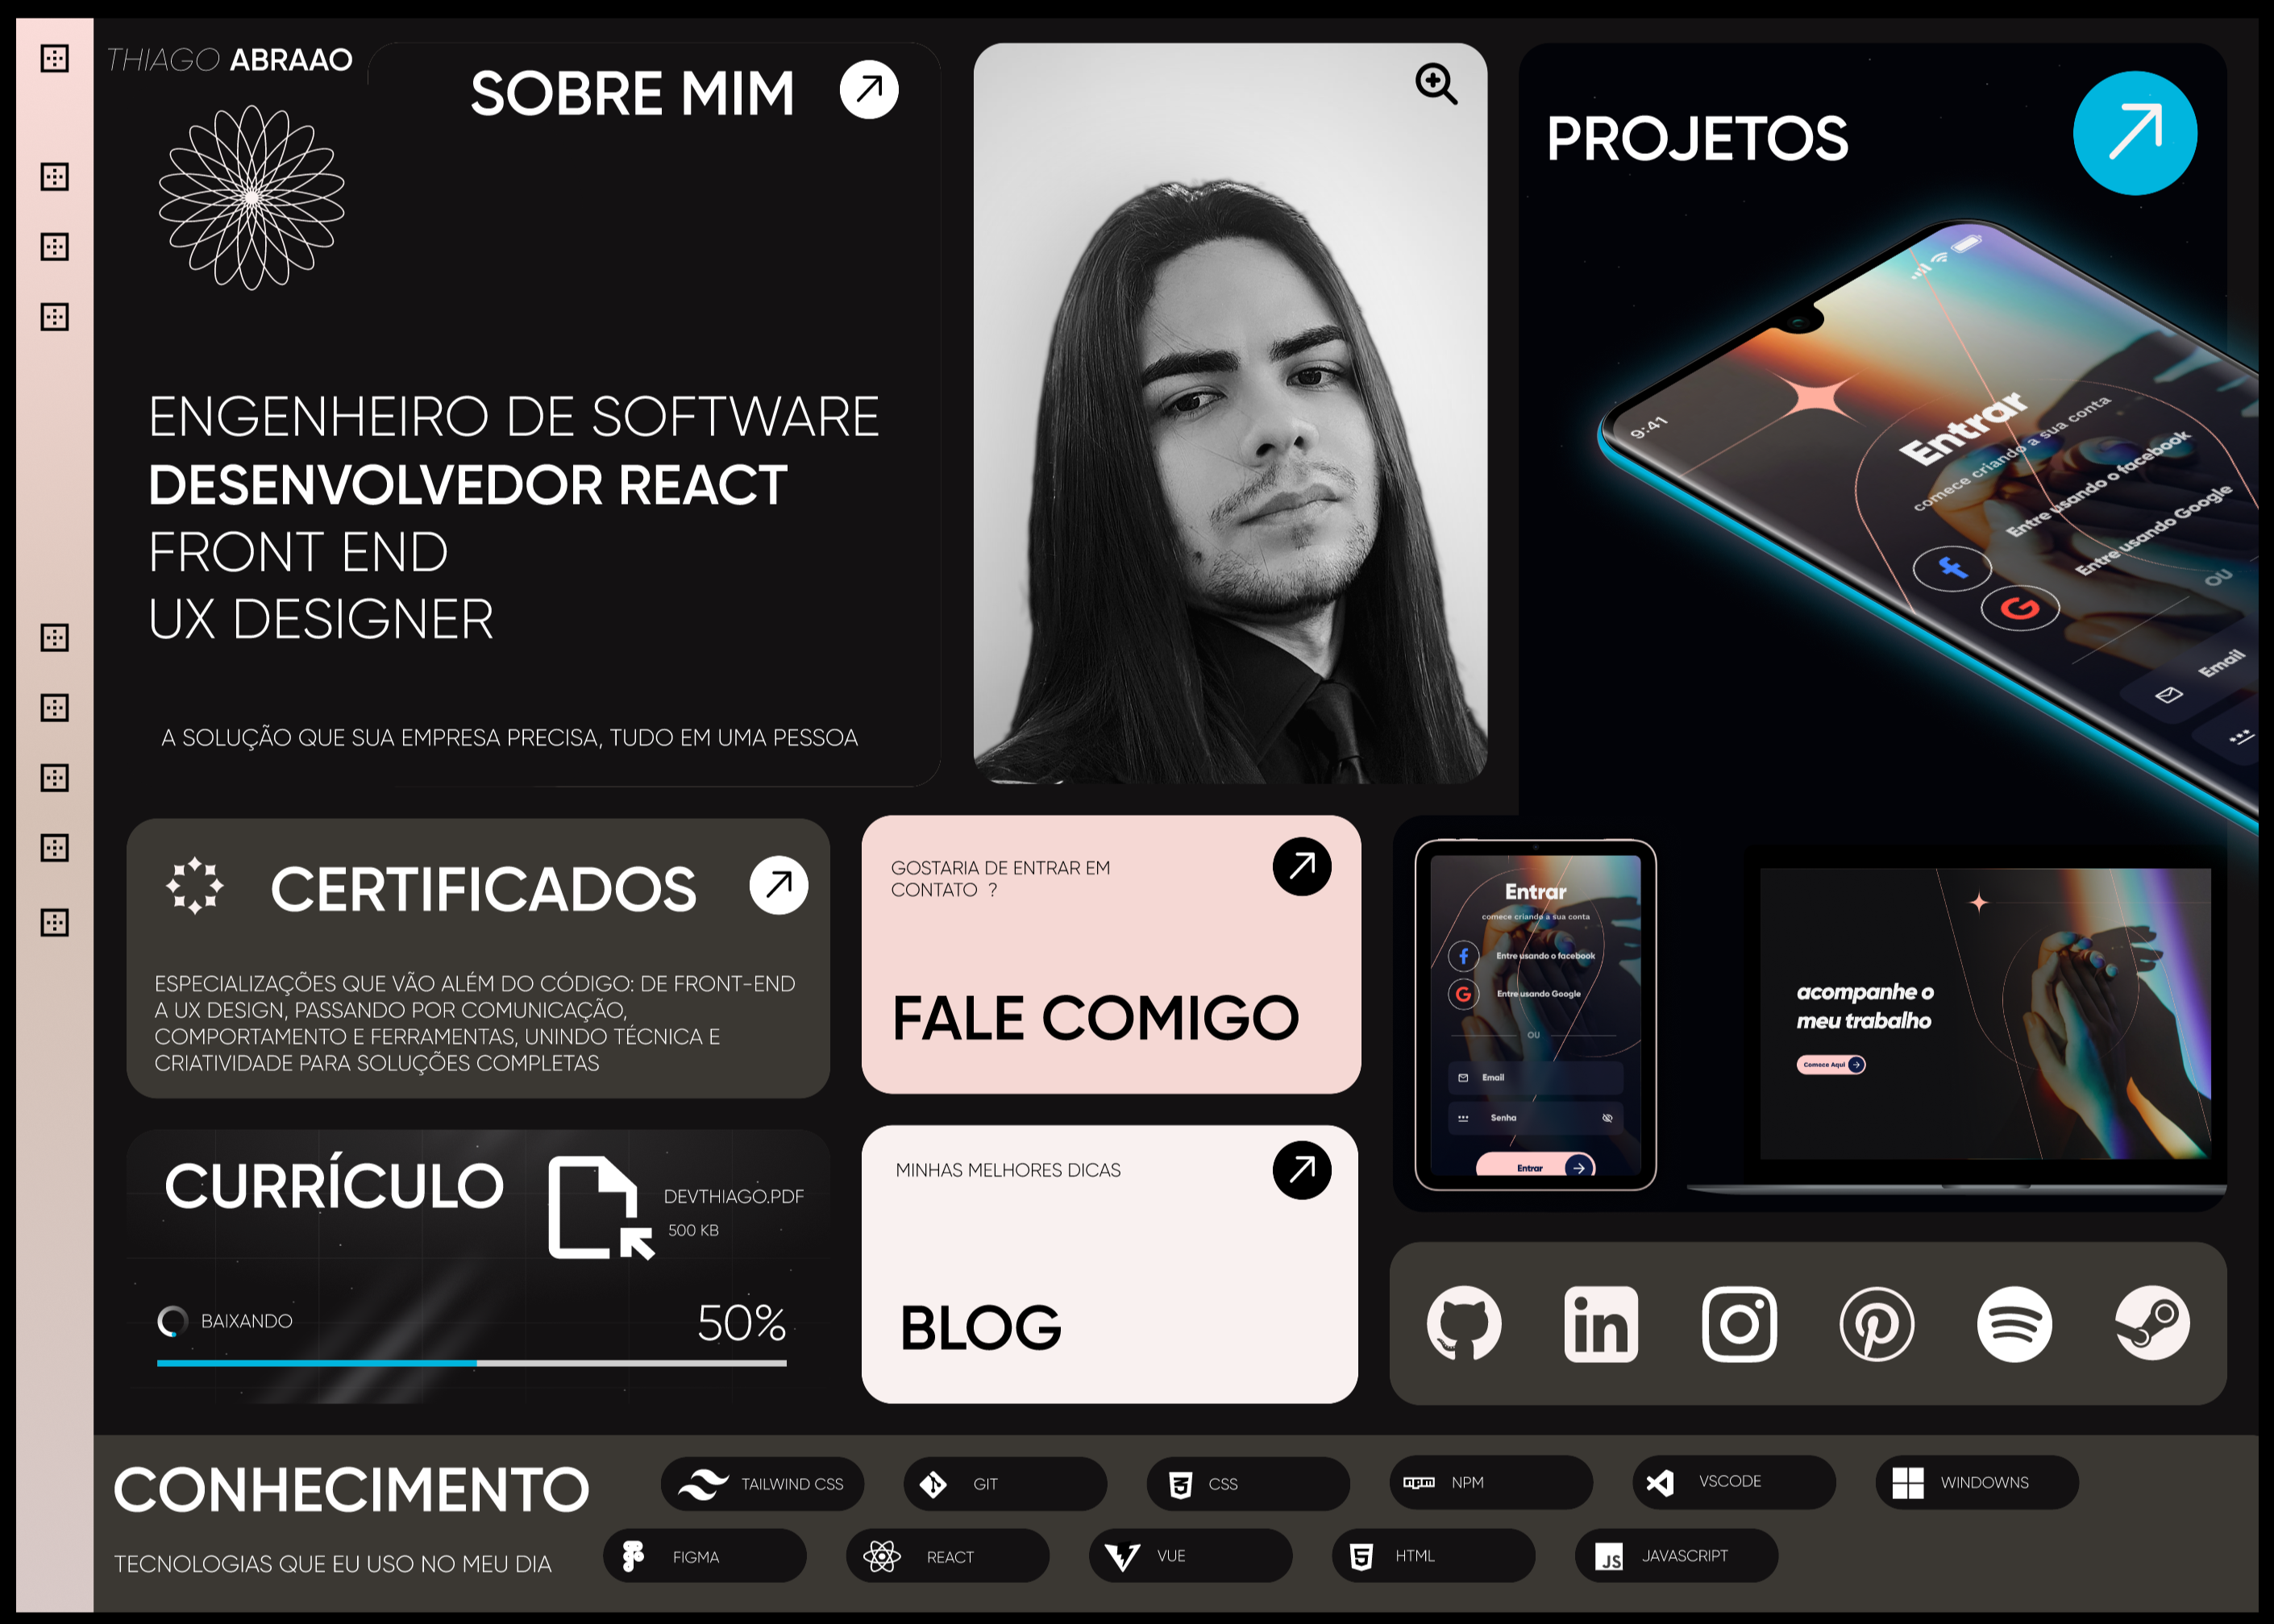 THIAGO ABRAAO
SOBRE MIM
ENGENHEIRO DE SOFTWARE
DESENVOLVEDOR REACT
FRONT END
UX DESIGNER
A SOLUÇÃO QUE SUA EMPRESA PRECISA, TUDO EM UMA PESSOA
PROJETOS
9:41
Entrar
comece criando a sua conta
Entre usando o facebook
Entre usando Google
OU
Email
CERTIFICADOS
ESPECIALIZAÇÕES QUE VÃO ALÉM DO CÓDIGO: DE FRONT-END
A UX DESIGN, PASSANDO POR COMUNICAÇÃO,
COMPORTAMENTO E FERRAMENTAS, UNINDO TÉCNICA E
CRIATIVIDADE PARA SOLUÇÕES COMPLETAS
GOSTARIA DE ENTRAR EM
CONTATO ?
FALE COMIGO
Entrar
comece criando a sua conta
Entre usando o facebook
Entre usando Google
OU
Email
Senha
Entrar
acompanhe o
meu trabalho
Comece Aqui
CURRÍCULO
DEVTHIAGO.PDF
500 KB
BAIXANDO
50%
MINHAS MELHORES DICAS
BLOG
in
CONHECIMENTO
TECNOLOGIAS QUE EU USO NO MEU DIA
TAILWIND CSS
GIT
CSS
npm NPM
VSCODE
WINDOWNS
FIGMA
REACT
VUE
5 HTML
JS JAVASCRIPT